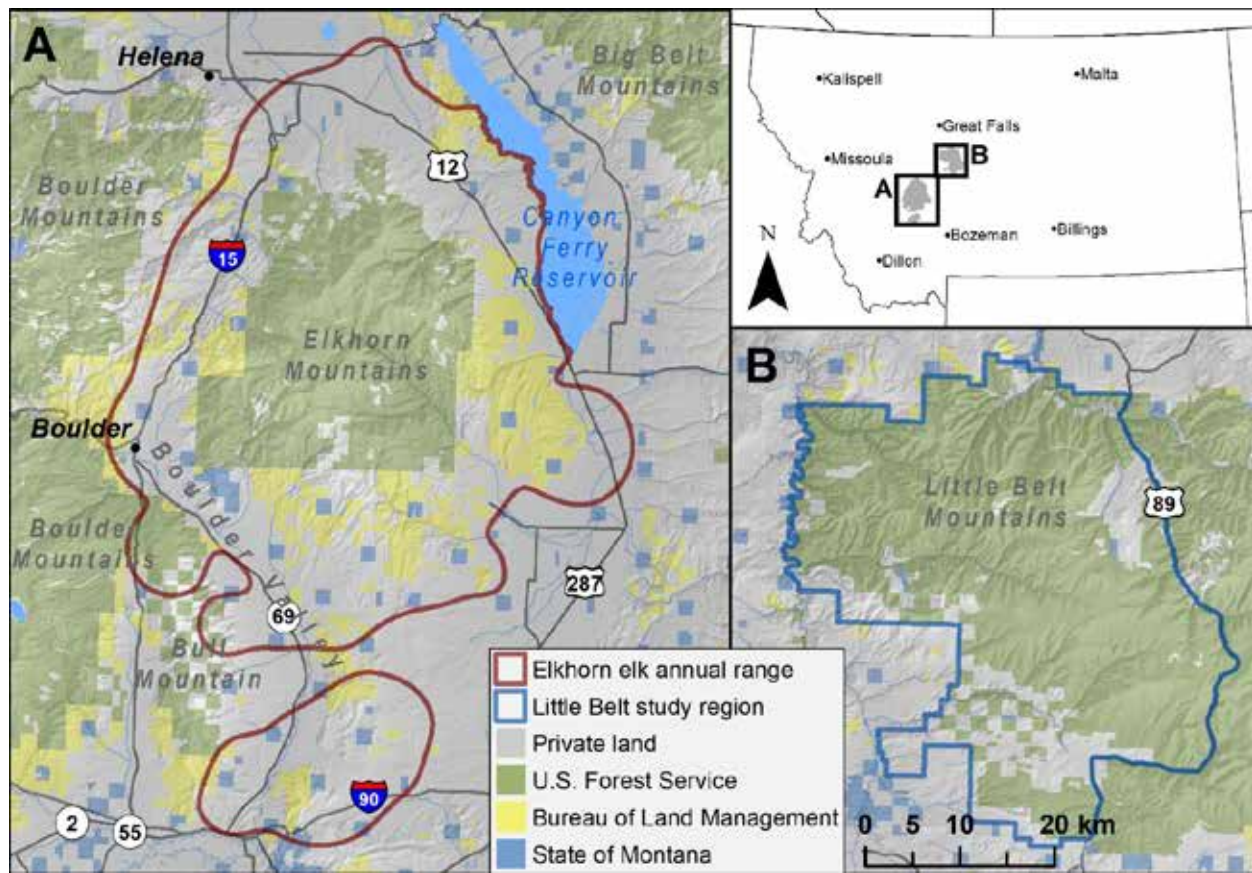 A
Helena
Big Belt
Mountains
12
Boulder
Mountains
15
Canyon
Ferry
Reservoir
Elkhorn
Mountains
Boulder
Boulder Valley
Boulder
Mountains
287
69
Bull
Mountain
90
2
55
Kalispell
Malta
Great Falls
Missoula
B
A
N
Bozeman
Billings
Dillon
B
Little Belt
Mountains
89
Elkhorn elk annual range
Little Belt study region
Private land
U.S. Forest Service
Bureau of Land Management
State of Montana
0 5 10 20 km